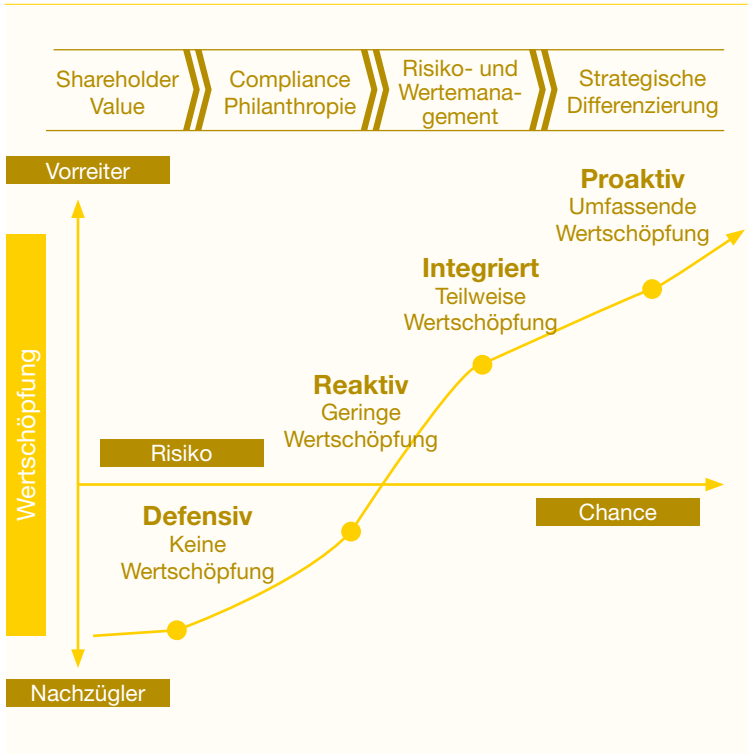 Shareholder
Value
Compliance
Philanthropie
Risiko- und
Wertemana-
gement
Strategische
Differenzierung
Vorreiter
Proaktiv
Umfassende
Wertschöpfung
Integriert
Teilweise
Wertschöpfung
Reaktiv
Geringe
Wertschöpfung
Wertschöpfung
Risiko
Chance
Defensiv
Keine
Wertschöpfung
Nachzügler